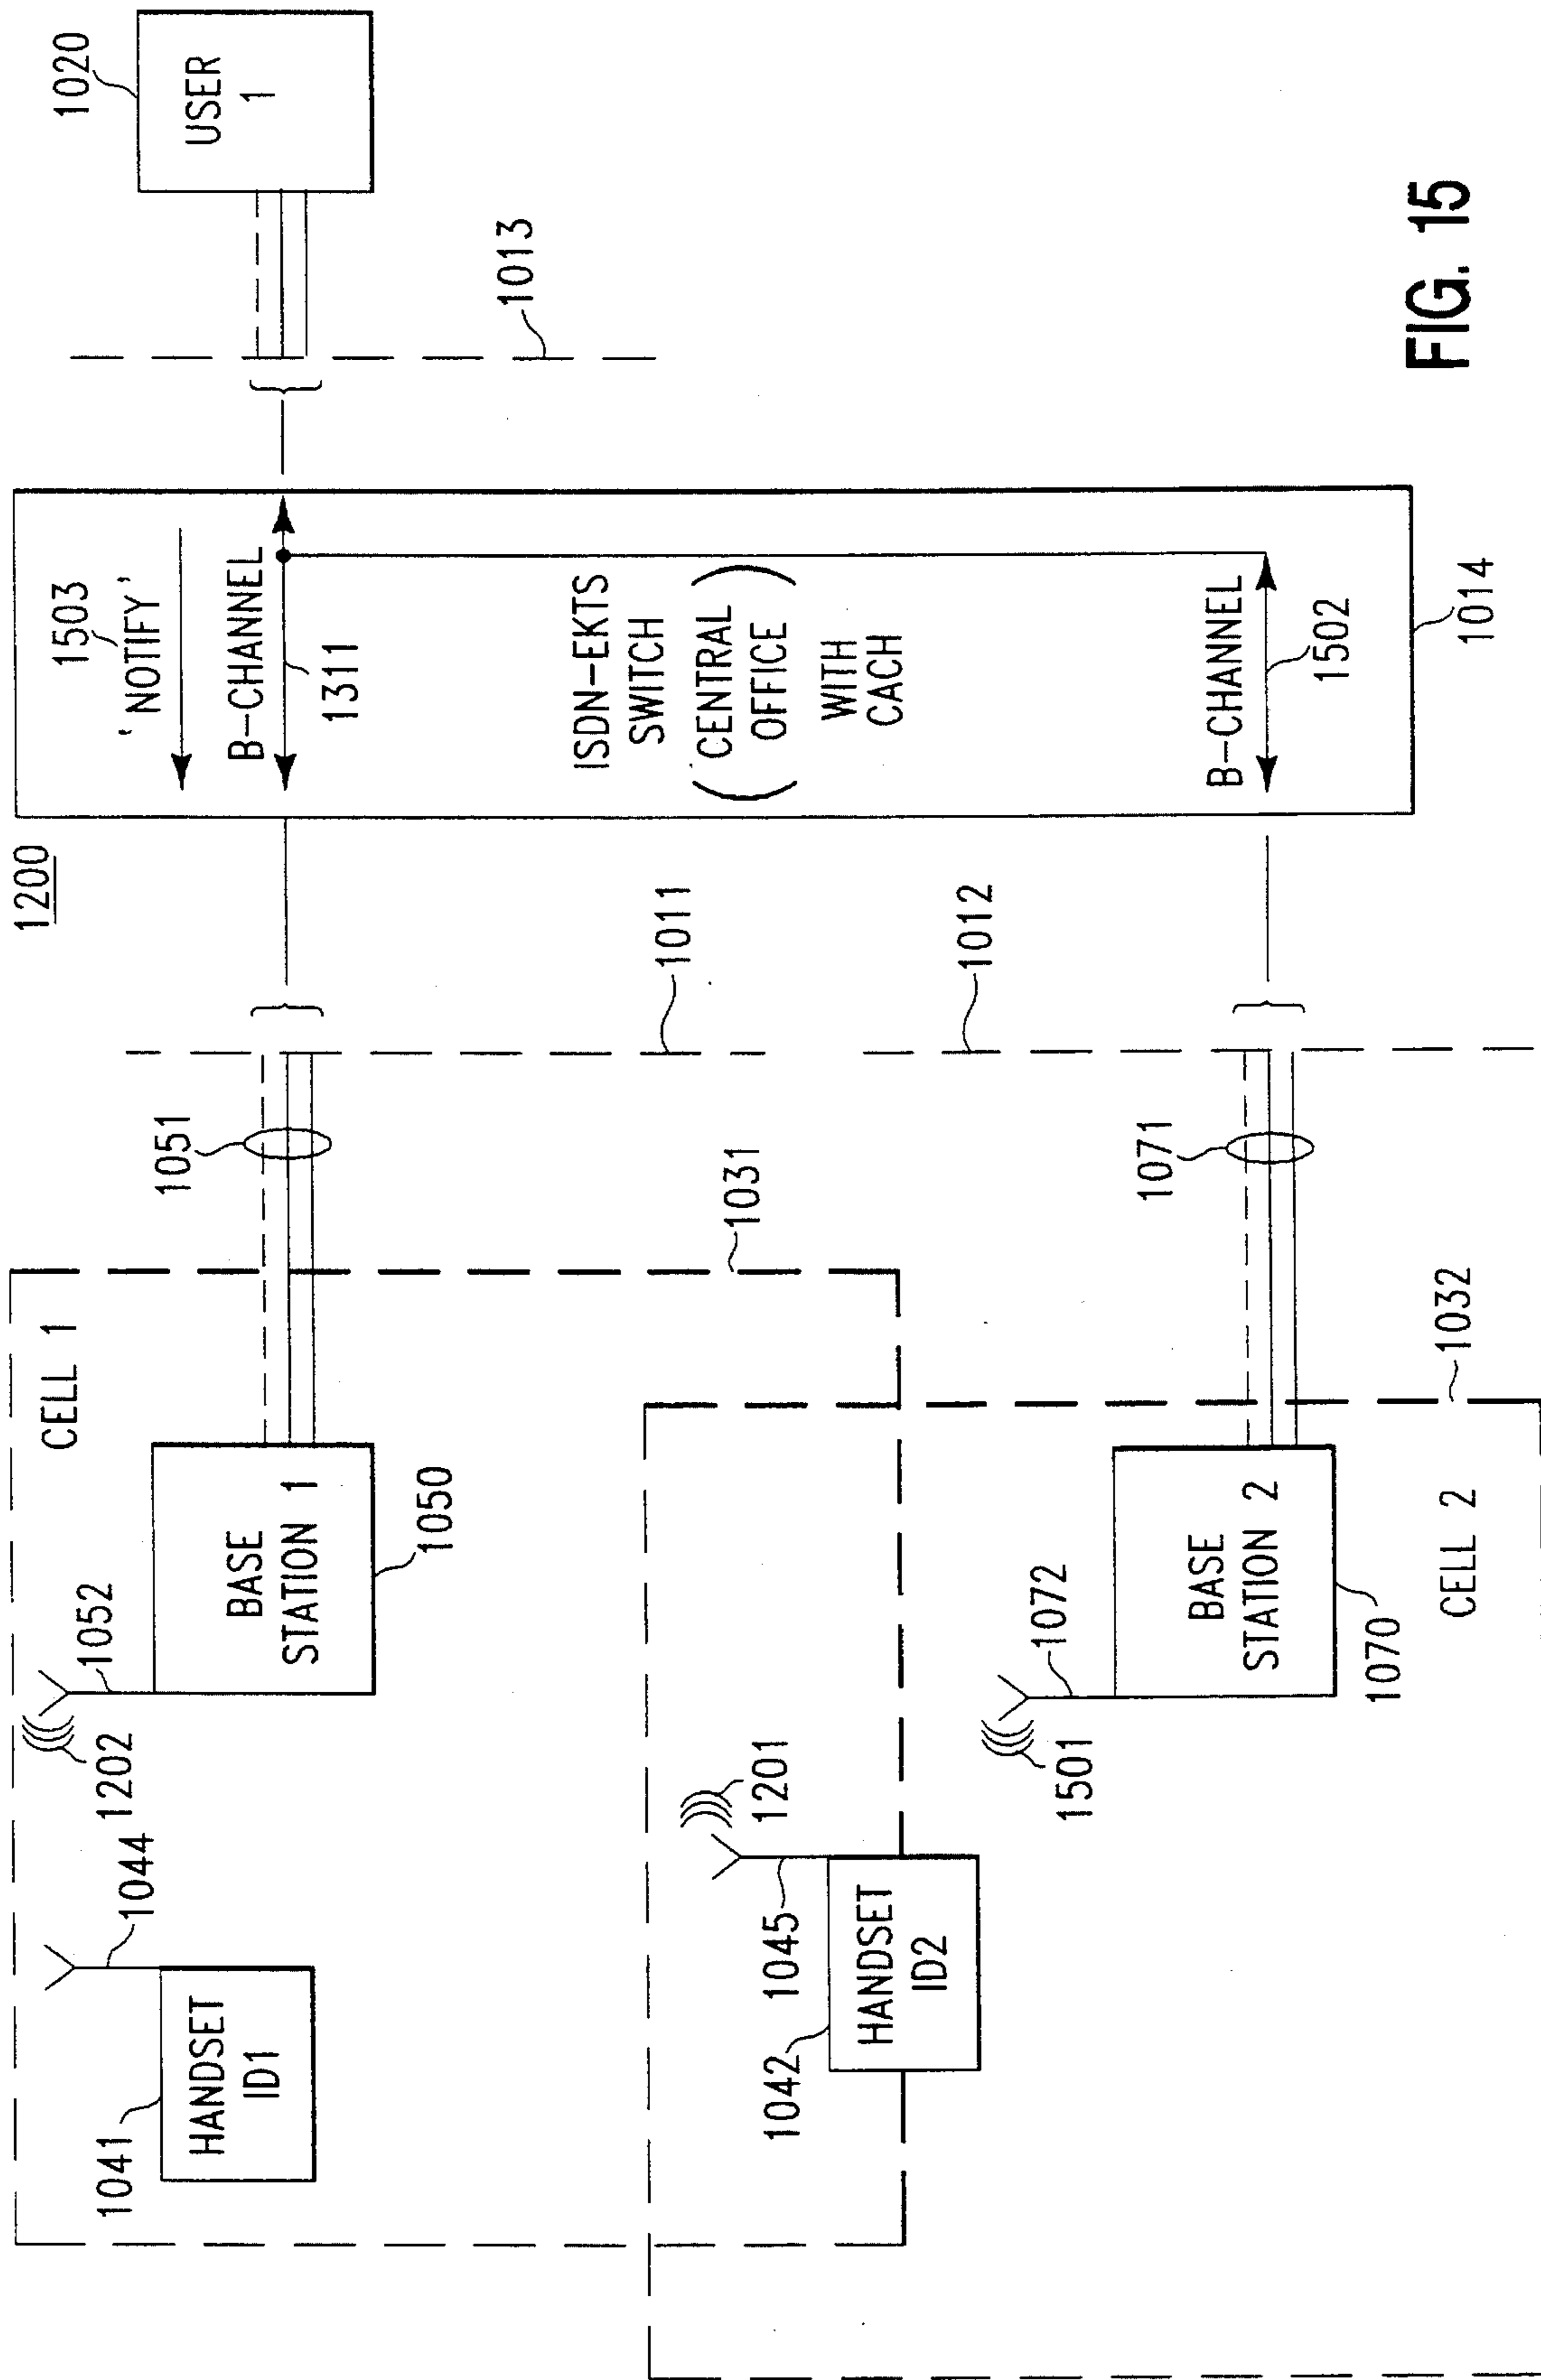 1200
CELL 1
1041
HANDSET
ID1
1044
1202
1052
BASE
STATION 1
1050
1051
1031
1503
'NOTIFY'
B-CHANNEL
1311
ISDN-EKTS
SWITCH
(CENTRAL
OFFICE)
WITH
CACH
B-CHANNEL
1502
1014
1020
USER
1
1013
1011
1012
1042
HANDSET
ID2
1045
1201
1501
1072
BASE
STATION 2
1070
CELL 2
1071
1032
FIG. 15